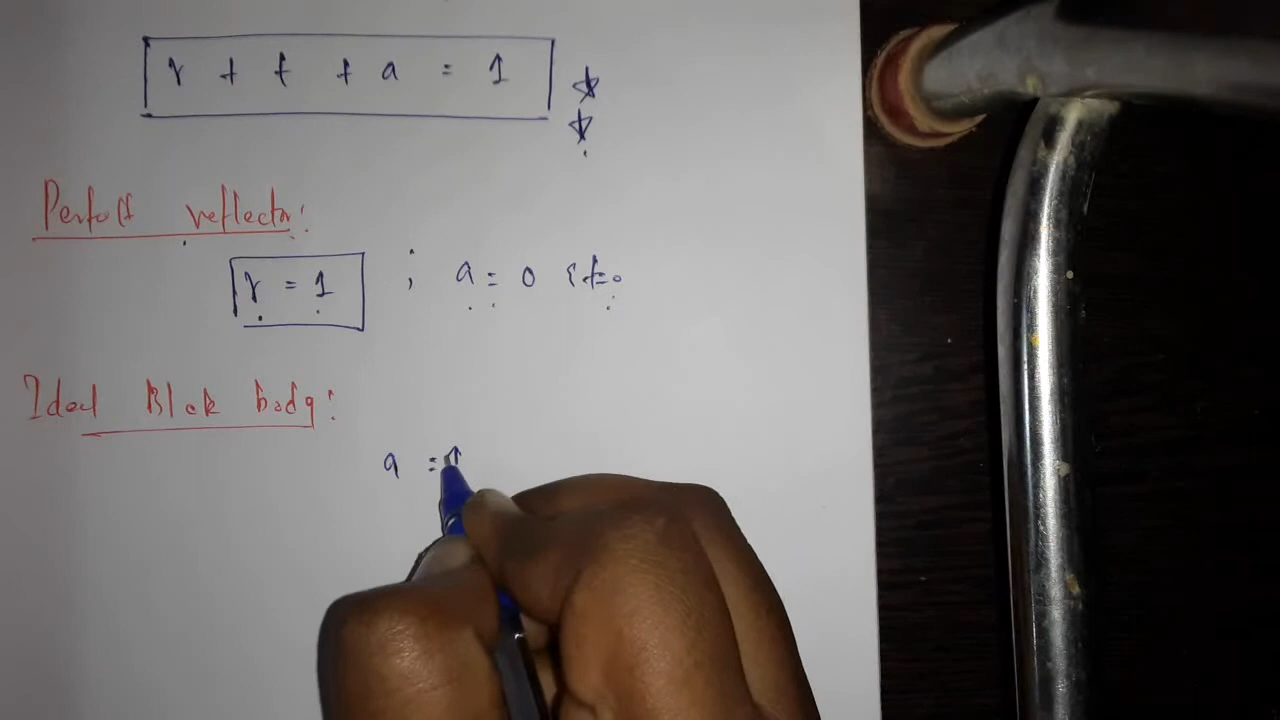 r + t + a = 1
Perfect reflector:
r = 1 ; a = 0 & t=0
Ideal Black body:
a = 1